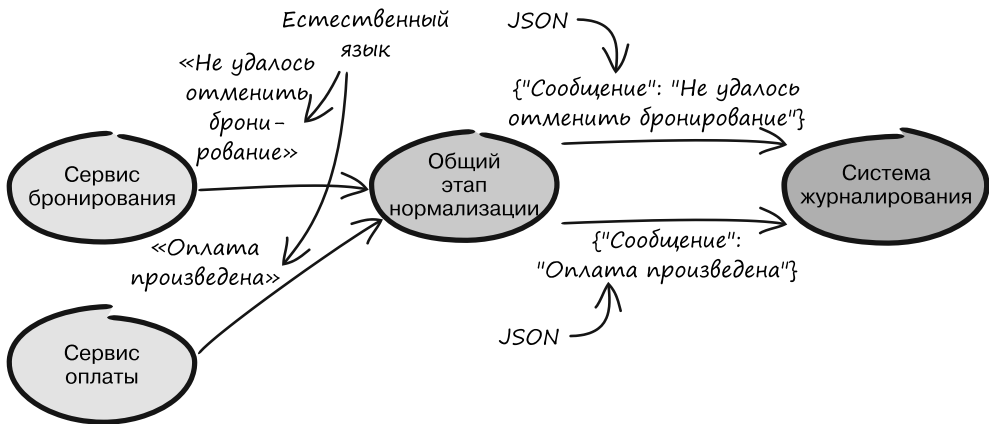 Естественный
язык
JSON
«Не удалось
отменить
брони-
рование»
{"Сообщение": "Не удалось
отменить бронирование"}
Сервис
бронирования
Общий
этап
нормализации
Система
журналирования
«Оплата
произведена»
{"Сообщение":
"Оплата произведена"}
JSON
Сервис
оплаты